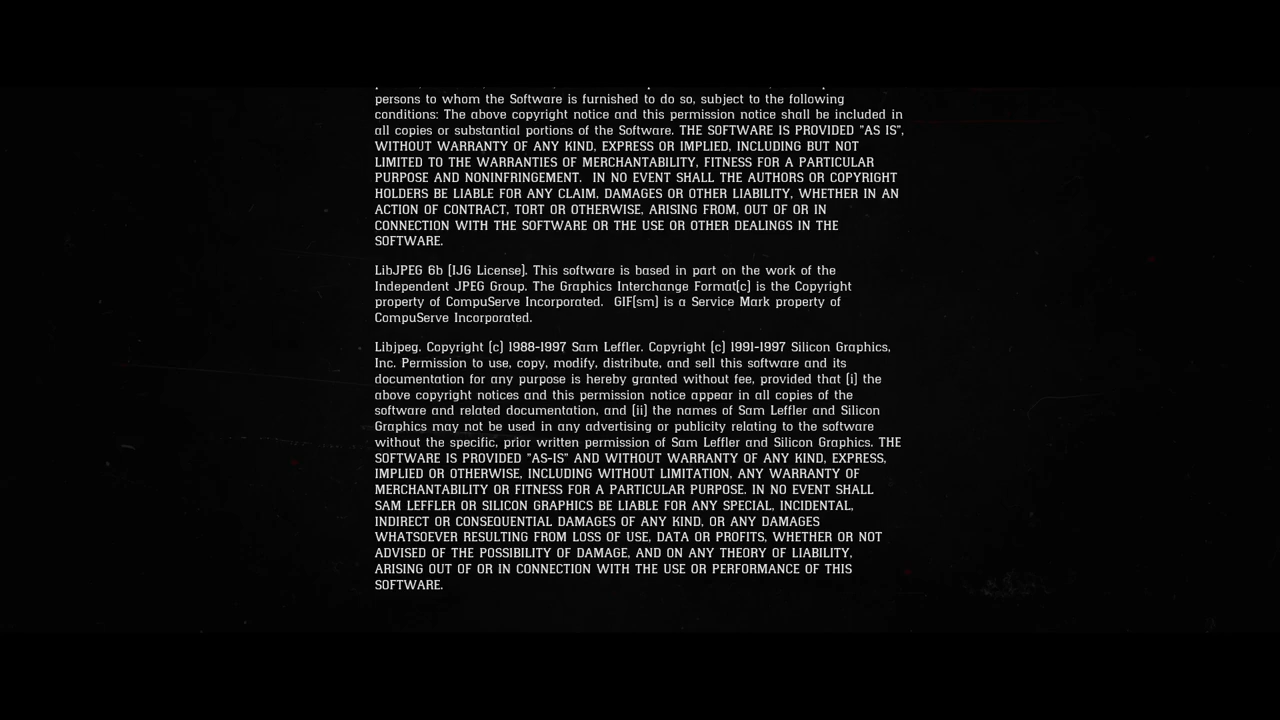 persons to whom the Software is furnished to do so, subject to the following
conditions: The above copyright notice and this permission notice shall be included in
all copies or substantial portions of the Software. THE SOFTWARE IS PROVIDED "AS IS",
WITHOUT WARRANTY OF ANY KIND, EXPRESS OR IMPLIED, INCLUDING BUT NOT
LIMITED TO THE WARRANTIES OF MERCHANTABILITY, FITNESS FOR A PARTICULAR
PURPOSE AND NONINFRINGEMENT.  IN NO EVENT SHALL THE AUTHORS OR COPYRIGHT
HOLDERS BE LIABLE FOR ANY CLAIM, DAMAGES OR OTHER LIABILITY, WHETHER IN AN
ACTION OF CONTRACT, TORT OR OTHERWISE, ARISING FROM, OUT OF OR IN
CONNECTION WITH THE SOFTWARE OR THE USE OR OTHER DEALINGS IN THE
SOFTWARE.
LibJPEG 6b (IJG License). This software is based in part on the work of the
Independent JPEG Group. The Graphics Interchange Format(c) is the Copyright
property of CompuServe Incorporated.  GIF(sm) is a Service Mark property of
CompuServe Incorporated.
Libjpeg. Copyright (c) 1988-1997 Sam Leffler. Copyright (c) 1991-1997 Silicon Graphics,
Inc. Permission to use, copy, modify, distribute, and sell this software and its
documentation for any purpose is hereby granted without fee, provided that (i) the
above copyright notices and this permission notice appear in all copies of the
software and related documentation, and (ii) the names of Sam Leffler and Silicon
Graphics may not be used in any advertising or publicity relating to the software
without the specific, prior written permission of Sam Leffler and Silicon Graphics. THE
SOFTWARE IS PROVIDED "AS-IS" AND WITHOUT WARRANTY OF ANY KIND, EXPRESS,
IMPLIED OR OTHERWISE, INCLUDING WITHOUT LIMITATION, ANY WARRANTY OF
MERCHANTABILITY OR FITNESS FOR A PARTICULAR PURPOSE. IN NO EVENT SHALL
SAM LEFFLER OR SILICON GRAPHICS BE LIABLE FOR ANY SPECIAL, INCIDENTAL,
INDIRECT OR CONSEQUENTIAL DAMAGES OF ANY KIND, OR ANY DAMAGES
WHATSOEVER RESULTING FROM LOSS OF USE, DATA OR PROFITS, WHETHER OR NOT
ADVISED OF THE POSSIBILITY OF DAMAGE, AND ON ANY THEORY OF LIABILITY,
ARISING OUT OF OR IN CONNECTION WITH THE USE OR PERFORMANCE OF THIS
SOFTWARE.